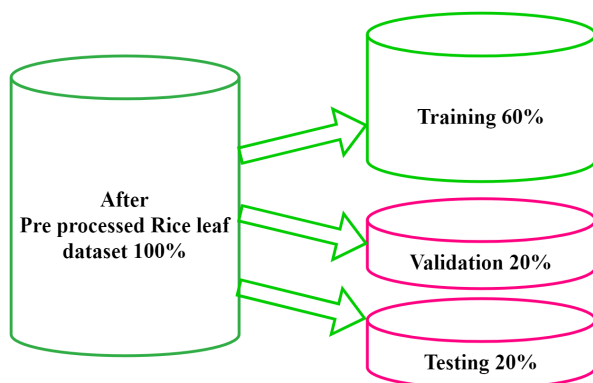 After
Pre processed Rice leaf
dataset 100%
Training 60%
Validation 20%
Testing 20%